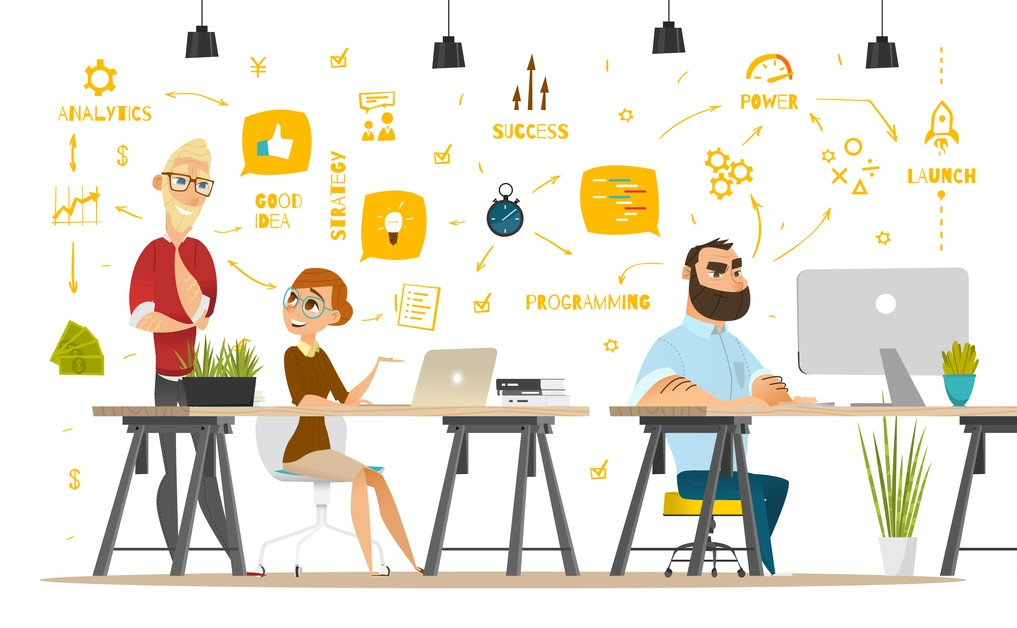 ANALYTICS
¥
$
GOOD
IDEA
STRATEGY
SUCCESS
POWER
LAUNCH
PROGRAMMING
$